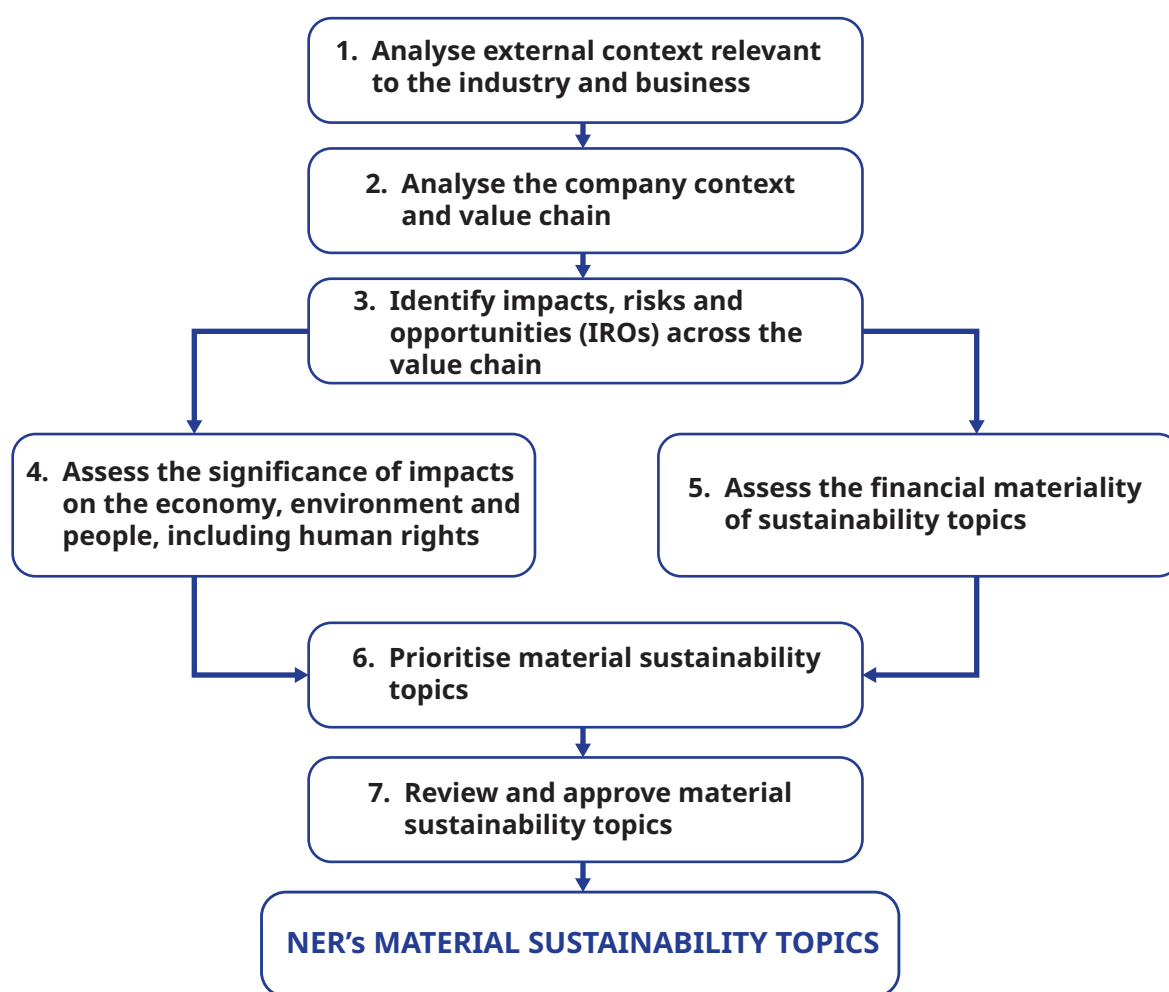 1. Analyse external context relevant
to the industry and business
2. Analyse the company context
and value chain
3. Identify impacts, risks and
opportunities (IROs) across the
value chain
4. Assess the significance of impacts
on the economy, environment and
people, including human rights
5. Assess the financial materiality
of sustainability topics
6. Prioritise material sustainability
topics
7. Review and approve material
sustainability topics
NER’s MATERIAL SUSTAINABILITY TOPICS